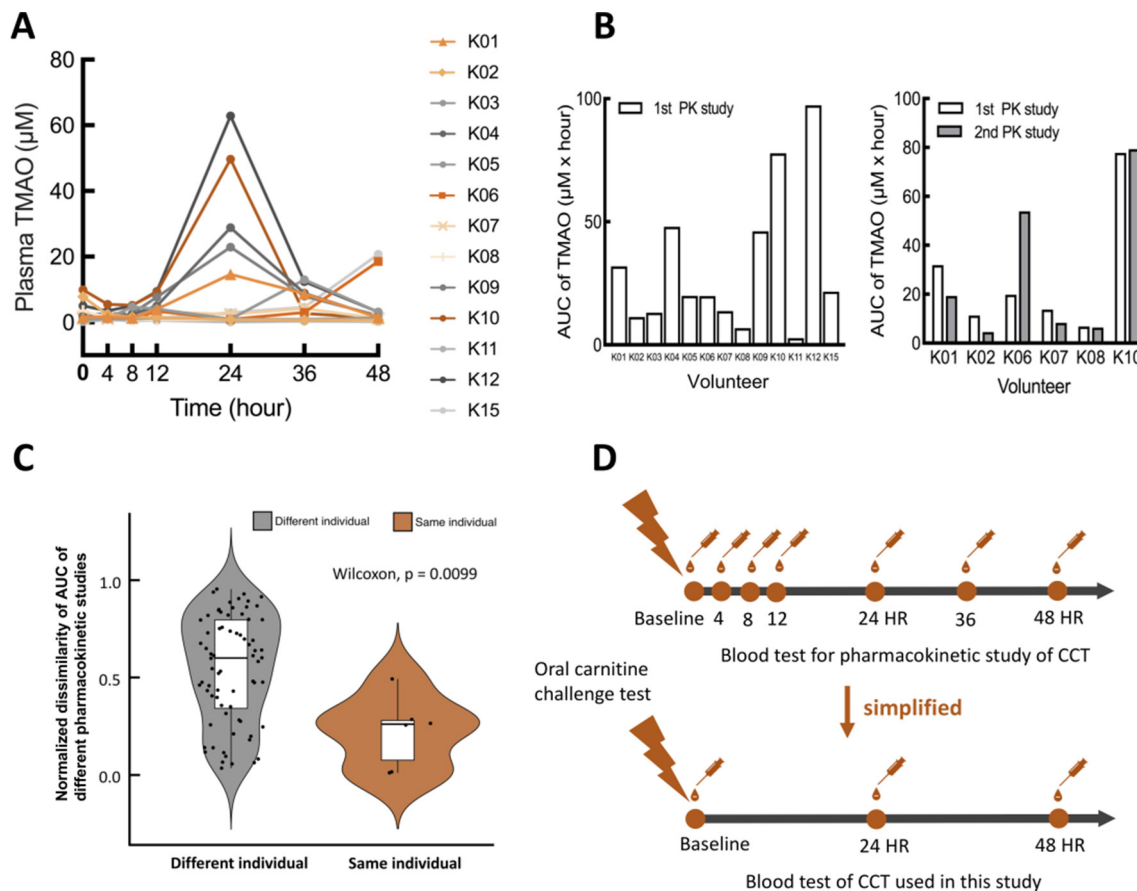 A
Plasma TMAO (μM)
80
60
40
20
0
0 4 8 12 24 36 48
Time (hour)
K01
K02
K03
K04
K05
K06
K07
K08
K09
K10
K11
K12
K15
B
AUC of TMAO (μM x hour)
100
50
0
1st PK study
K01 K02 K03 K04 K05 K06 K07 K08 K09 K10 K11 K12 K15
Volunteer
AUC of TMAO (μM x hour)
100
80
60
40
20
0
1st PK study
2nd PK study
K01 K02 K06 K07 K08 K10
Volunteer
C
Normalized dissimilarity of AUC of
different pharmacokinetic studies
1.0
0.5
0.0
Different individual Same individual
Wilcoxon, p = 0.0099
Different individual Same individual
D
Baseline 4 8 12 24 HR 36 48 HR
Blood test for pharmacokinetic study of CCT
Oral carnitine
challenge test
simplified
Baseline 24 HR 48 HR
Blood test of CCT used in this study